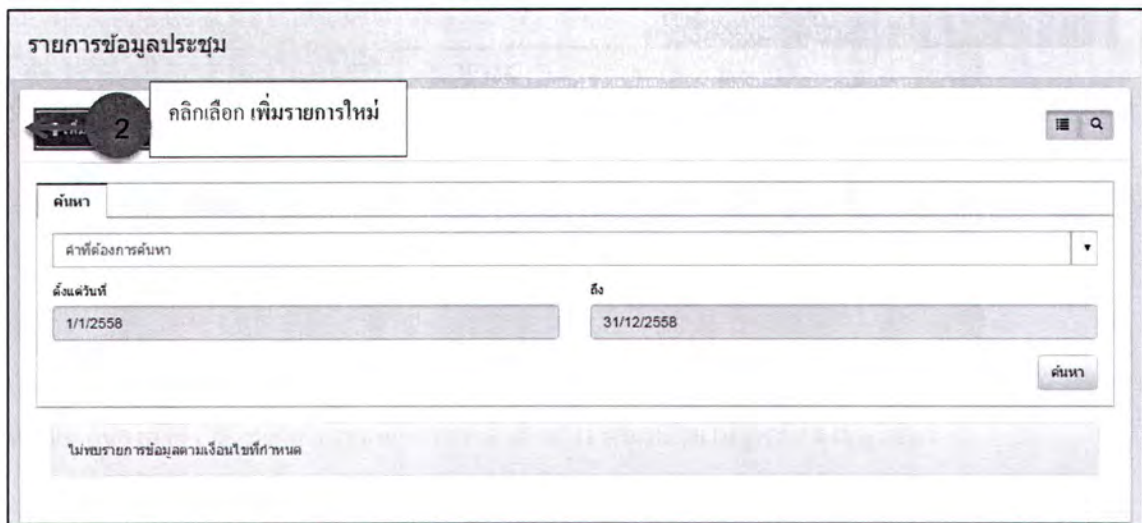 รายการข้อมูลประชุม
2
คลิกเลือก เพิ่มรายการใหม่
ค้นหา
คำที่ต้องการค้นหา
ตั้งแต่วันที่
ถึง
1/1/2558
31/12/2558
ค้นหา
ไม่พบรายการข้อมูลตามเงื่อนไขที่กำหนด